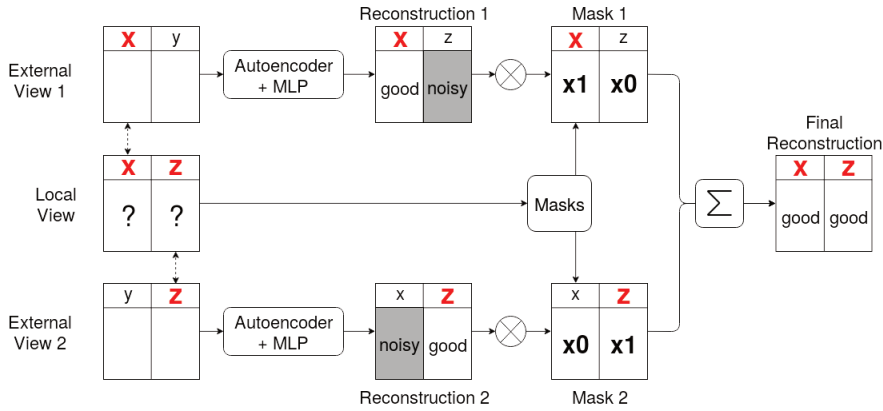 Reconstruction 1
Mask 1
External
View 1
x y
Autoencoder
+ MLP
x z
good noisy
x z
x1 x0
Local
View
x z
? ?
Masks
Σ
Final
Reconstruction
x z
good good
External
View 2
y z
Autoencoder
+ MLP
x z
noisy good
x z
x0 x1
Reconstruction 2
Mask 2